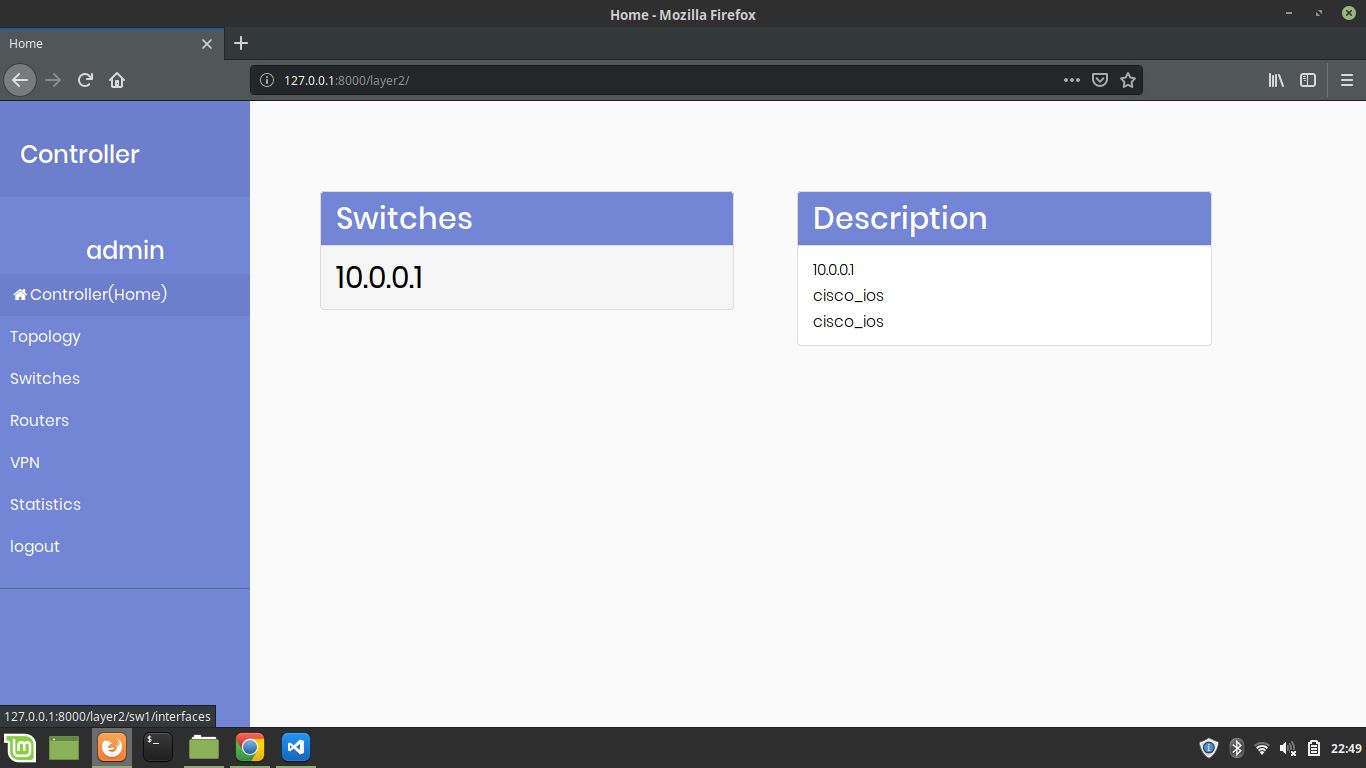 Home - Mozilla Firefox
Home
127.0.0.1:8000/layer2/
Controller
admin
Controller(Home)
Topology
Switches
Routers
VPN
Statistics
logout
Switches
10.0.0.1
Description
10.0.0.1
cisco_ios
cisco_ios
127.0.0.1:8000/layer2/sw1/interfaces
22:49